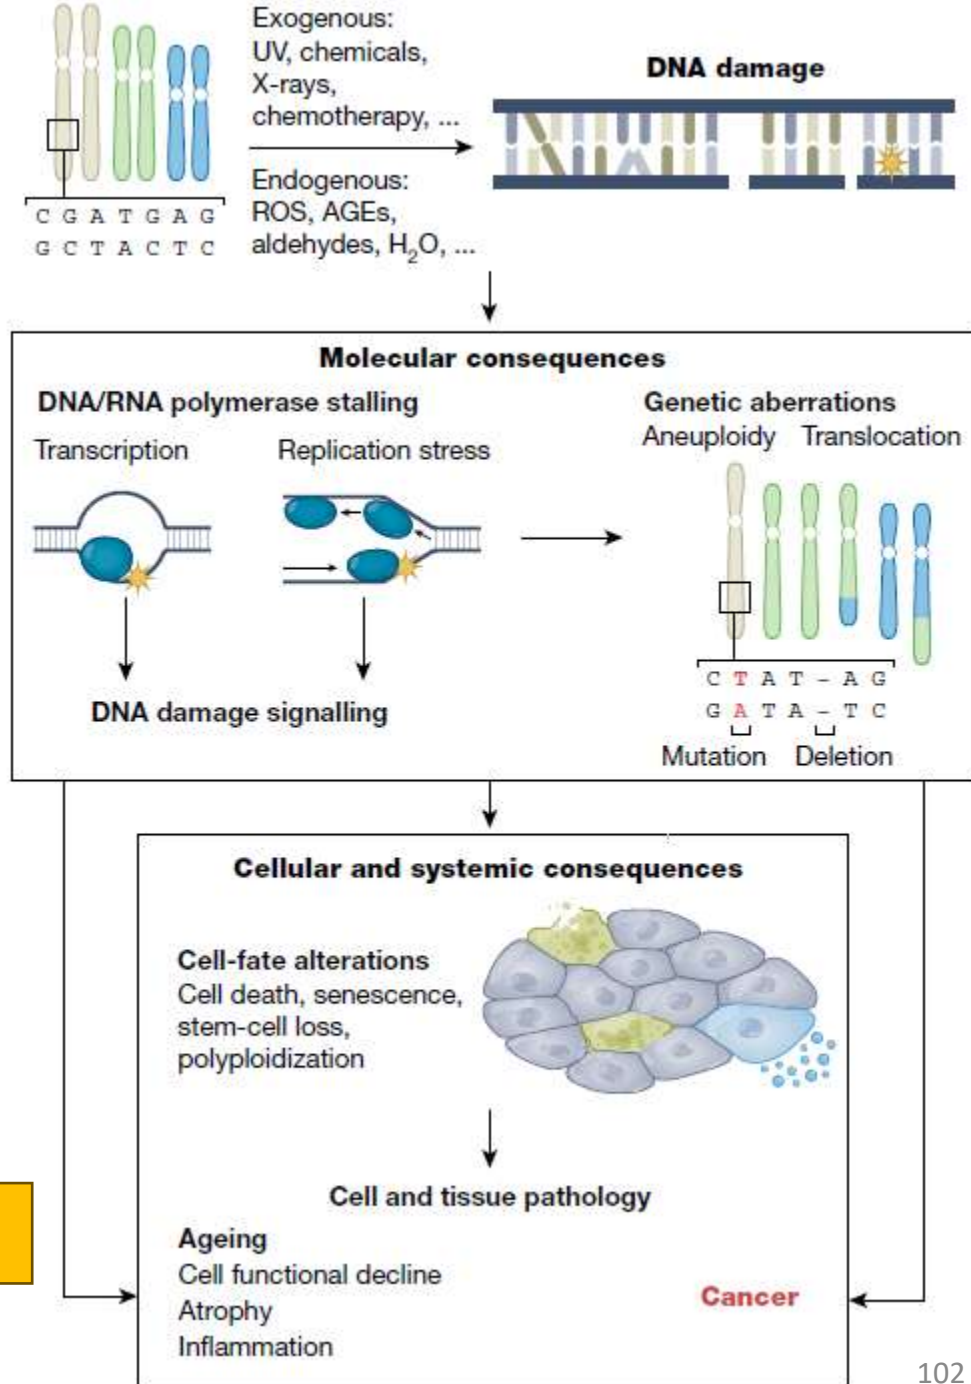 Exogenous:
UV, chemicals,
X-rays,
chemotherapy, ...
Endogenous:
ROS, AGEs,
aldehydes, H₂O, ...
C G A T G A G
G C T A C T C
DNA damage
Molecular consequences
DNA/RNA polymerase stalling
Transcription
Replication stress
DNA damage signalling
Genetic aberrations
Aneuploidy Translocation
C T A T – A G
G A T A – T C
Mutation Deletion
Cellular and systemic consequences
Cell-fate alterations
Cell death, senescence,
stem-cell loss,
polyploidization
Cell and tissue pathology
Ageing
Cell functional decline
Atrophy
Inflammation
Cancer
102